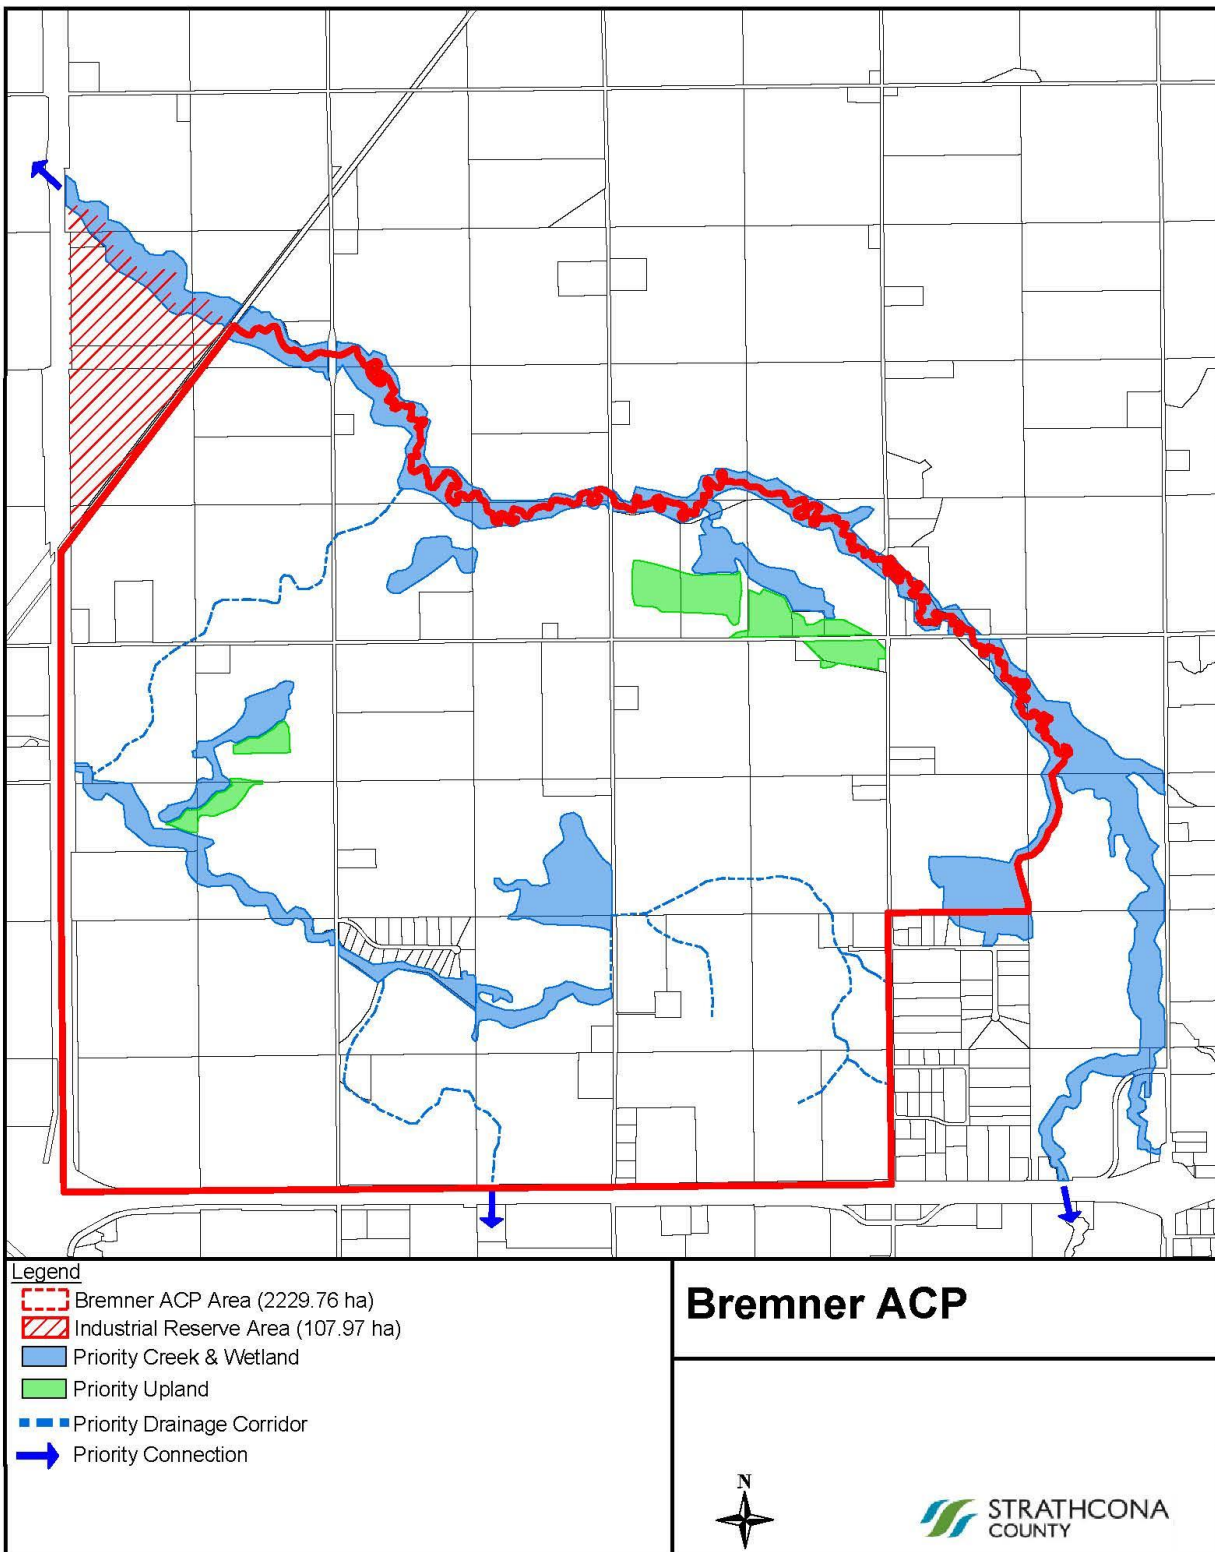 Legend
Bremner ACP Area (2229.76 ha)
Industrial Reserve Area (107.97 ha)
Priority Creek & Wetland
Priority Upland
Priority Drainage Corridor
Priority Connection
Bremner ACP
N
STRATHCONA
COUNTY